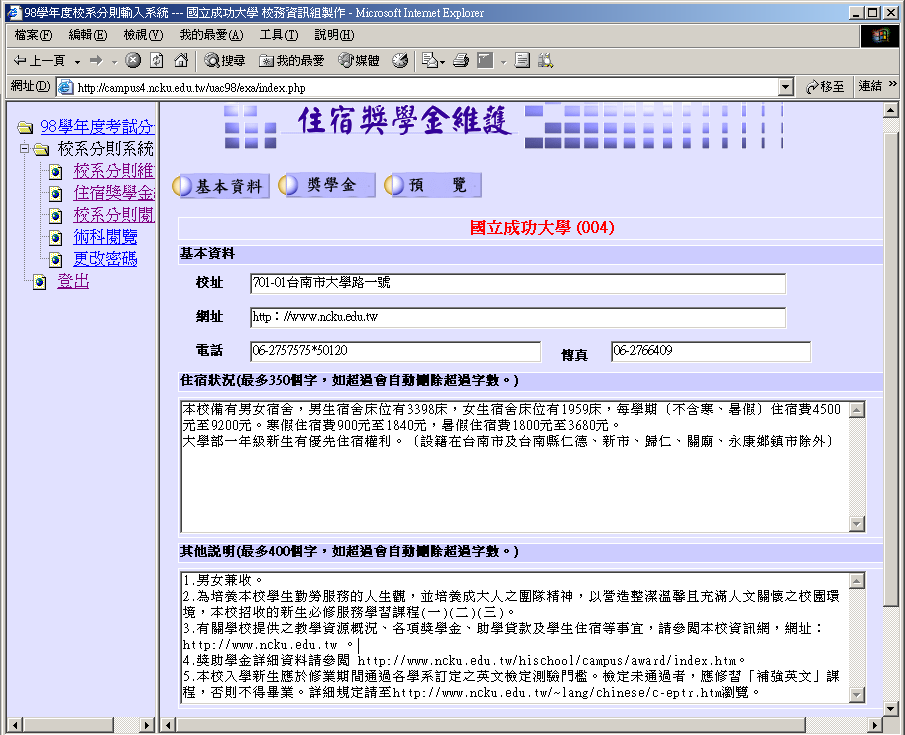 98學年度校系分則輸入系統 --- 國立成功大學 校務資訊組製作 - Microsoft Internet Explorer
檔案(F) 編輯(E) 檢視(V) 我的最愛(A) 工具(T) 說明(H)
上一頁 搜尋 我的最愛 媒體
網址(D) http://campus4.ncku.edu.tw/uac98/exa/index.php 移至 連結 »
98學年度考試分
校系分則系統
校系分則維
住宿獎學金
校系分則閱
術科閱覽
更改密碼
登出
住宿獎學金維護
基本資料 獎學金 預 覽
國立成功大學 (004)
基本資料
校址 701-01台南市大學路一號
網址 http：//www.ncku.edu.tw
電話 06-2757575*50120 傳真 06-2766409
住宿狀況(最多350個字，如超過會自動刪除超過字數。)
本校備有男女宿舍，男生宿舍床位有3398床，女生宿舍床位有1959床，每學期〔不含寒、暑假〕住宿費4500
元至9200元。寒假住宿費900元至1840元，暑假住宿費1800元至3680元。
大學部一年級新生有優先住宿權利。〔設籍在台南市及台南縣仁德、新市、歸仁、關廟、永康鄉鎮市除外〕
其他説明(最多400個字，如超過會自動刪除超過字數。)
1.男女兼收。
2.為培養本校學生勤勞服務的人生觀，並培養成大人之團隊精神，以營造整潔溫馨且充滿人文關懷之校園環
境，本校招收的新生必修服務學習課程(一)(二)(三)。
3.有關學校提供之教學資源概況、各項獎學金、助學貸款及學生住宿等事宜，請參閱本校資訊網，網址：
http://www.ncku.edu.tw 。
4.獎助學金詳細資料請參閱 http://www.ncku.edu.tw/hischool/campus/award/index.htm。
5.本校入學新生應於修業期間通過各學系訂定之英文檢定測驗門檻。檢定未通過者，應修習「補強英文」課
程，否則不得畢業。詳細規定請至http://www.ncku.edu.tw/~lang/chinese/c-eptr.htm瀏覽。